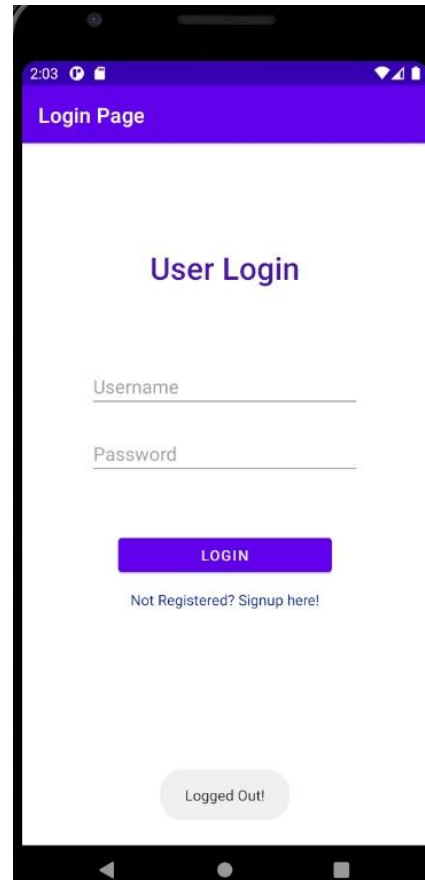 2:03
Login Page
User Login
Username
Password
LOGIN
Not Registered? Signup here!
Logged Out!